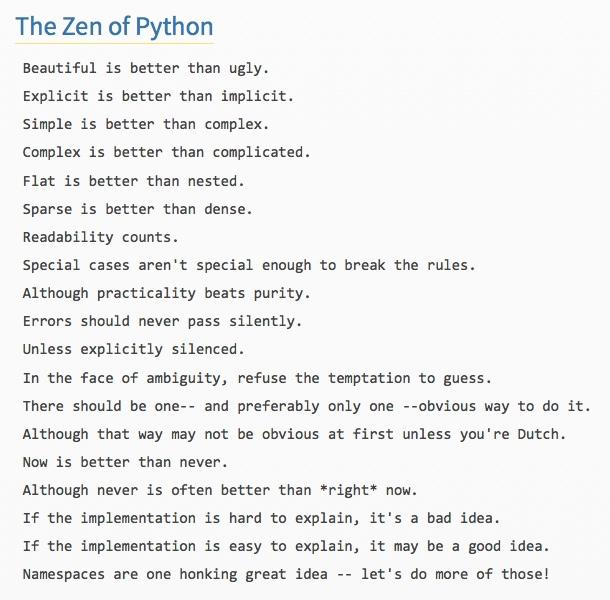 The Zen of Python
Beautiful is better than ugly.
Explicit is better than implicit.
Simple is better than complex.
Complex is better than complicated.
Flat is better than nested.
Sparse is better than dense.
Readability counts.
Special cases aren't special enough to break the rules.
Although practicality beats purity.
Errors should never pass silently.
Unless explicitly silenced.
In the face of ambiguity, refuse the temptation to guess.
There should be one-- and preferably only one --obvious way to do it.
Although that way may not be obvious at first unless you're Dutch.
Now is better than never.
Although never is often better than *right* now.
If the implementation is hard to explain, it's a bad idea.
If the implementation is easy to explain, it may be a good idea.
Namespaces are one honking great idea -- let's do more of those!